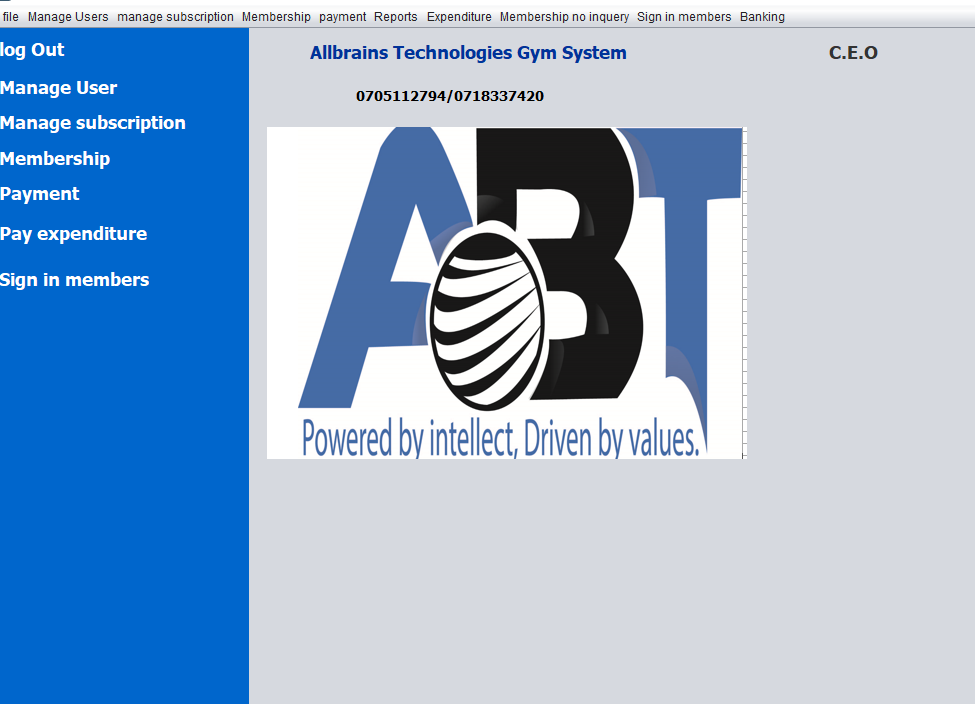 file Manage Users manage subscription Membership payment Reports Expenditure Membership no inquery Sign in members Banking
log Out
Manage User
Manage subscription
Membership
Payment
Pay expenditure
Sign in members
Allbrains Technologies Gym System
C.E.O
0705112794/0718337420
ABT
Powered by intellect, Driven by values.